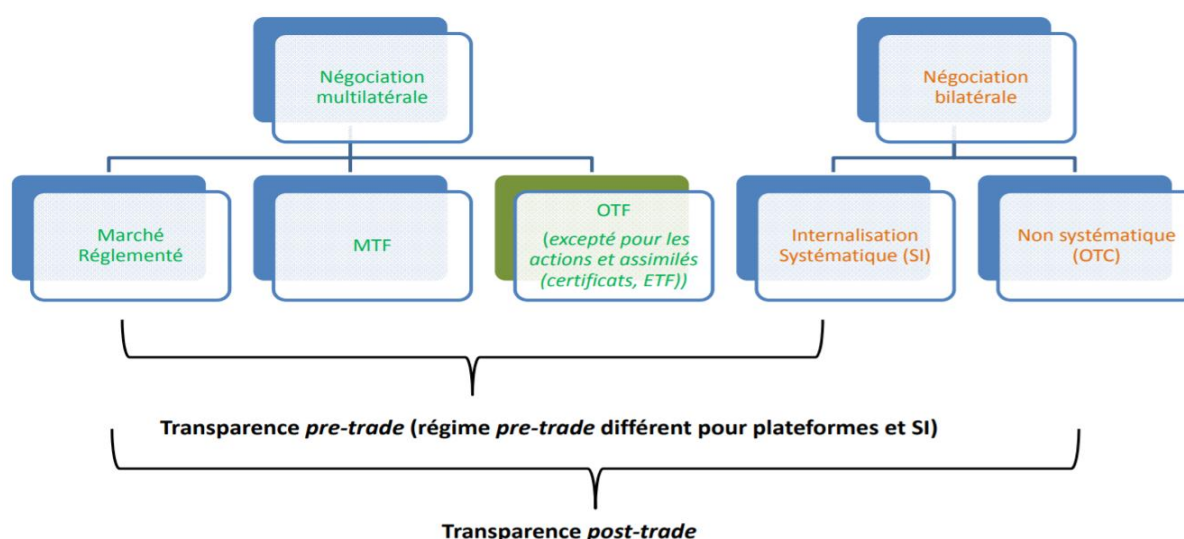 Négociation
multilatérale
Négociation
bilatérale
Marché
Réglementé
MTF
OTF
(excepté pour les
actions et assimilés
(certificats, ETF))
Internalisation
Systématique (SI)
Non systématique
(OTC)
Transparence pre-trade (régime pre-trade différent pour plateformes et SI)
Transparence post-trade